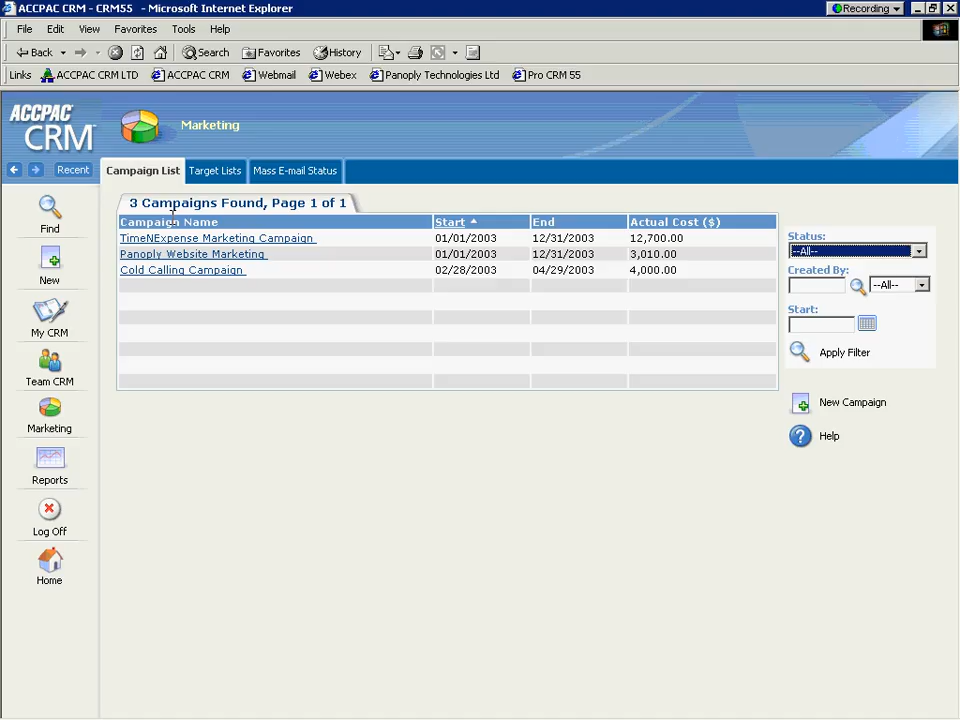 ACCPAC CRM - CRM55 - Microsoft Internet Explorer
Recording
File Edit View Favorites Tools Help
Back Search Favorites History
Links ACCPAC CRM LTD ACCPAC CRM Webmail Webex Panoply Technologies Ltd Pro CRM 55
ACCPAC
CRM
Marketing
Recent Campaign List Target Lists Mass E-mail Status
3 Campaigns Found, Page 1 of 1
Campaign Name Start End Actual Cost ($)
TimeNExpense Marketing Campaign 01/01/2003 12/31/2003 12,700.00
Panoply Website Marketing 01/01/2003 12/31/2003 3,010.00
Cold Calling Campaign 02/28/2003 04/29/2003 4,000.00
Status:
--All--
Created By:
--All--
Start:
Apply Filter
New Campaign
Help
Find
New
My CRM
Team CRM
Marketing
Reports
Log Off
Home